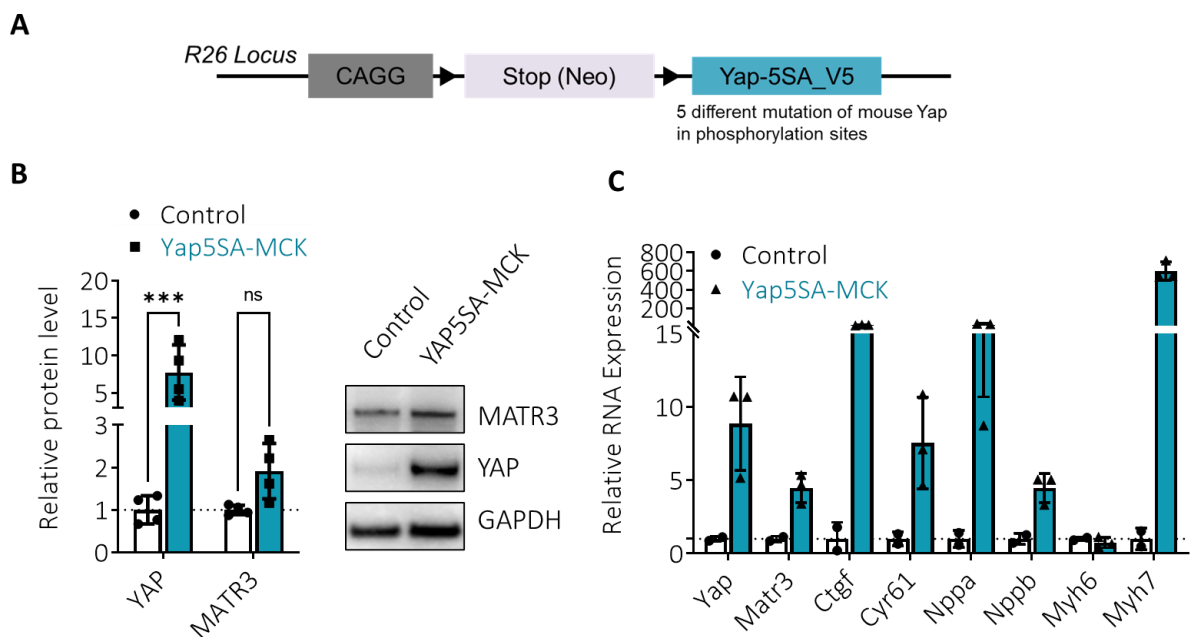 A
R26 Locus
CAGG
Stop (Neo)
Yap-5SA_V5
5 different mutation of mouse Yap
in phosphorylation sites
B
Control
Yap5SA-MCK
Relative protein level
20
15
10
5
3
2
1
0
***
ns
YAP
MATR3
Control
YAP5SA-MCK
MATR3
YAP
GAPDH
C
Control
Yap5SA-MCK
Relative RNA Expression
800
600
400
200
15
10
5
0
Yap
Matr3
Ctgf
Cyr61
Nppa
Nppb
Myh6
Myh7